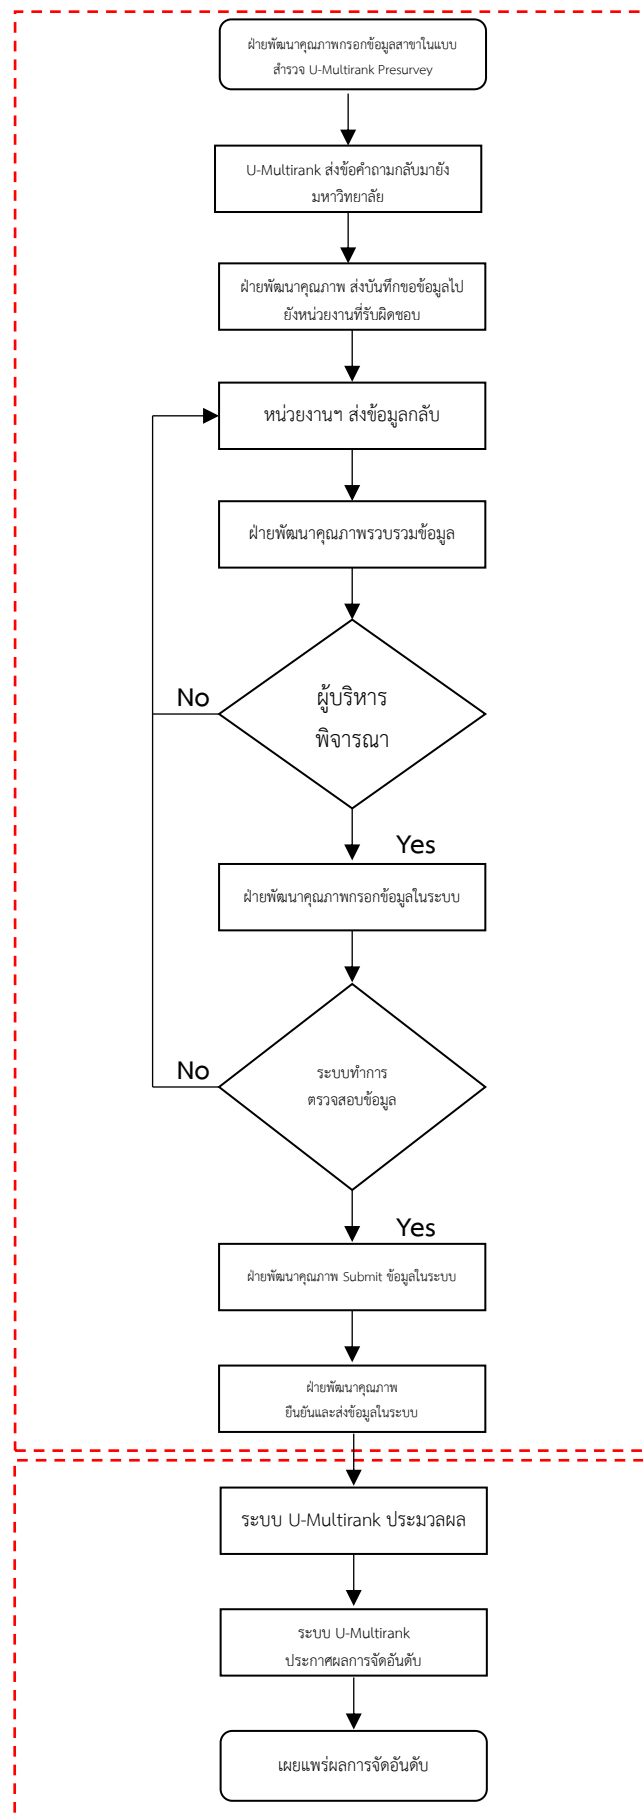 ฝ่ายพัฒนาคุณภาพกรอกข้อมูลสาขาในแบบ
สำรวจ U-Multirank Presurvey
U-Multirank ส่งข้อคำถามกลับมายัง
มหาวิทยาลัย
ฝ่ายพัฒนาคุณภาพ ส่งบันทึกขอข้อมูลไป
ยังหน่วยงานที่รับผิดชอบ
หน่วยงานฯ ส่งข้อมูลกลับ
ฝ่ายพัฒนาคุณภาพรวบรวมข้อมูล
ผู้บริหาร
พิจารณา
No
Yes
ฝ่ายพัฒนาคุณภาพกรอกข้อมูลในระบบ
ระบบทำการ
ตรวจสอบข้อมูล
No
Yes
ฝ่ายพัฒนาคุณภาพ Submit ข้อมูลในระบบ
ฝ่ายพัฒนาคุณภาพ
ยืนยันและส่งข้อมูลในระบบ
ระบบ U-Multirank ประมวลผล
ระบบ U-Multirank
ประกาศผลการจัดอันดับ
เผยแพร่ผลการจัดอันดับ